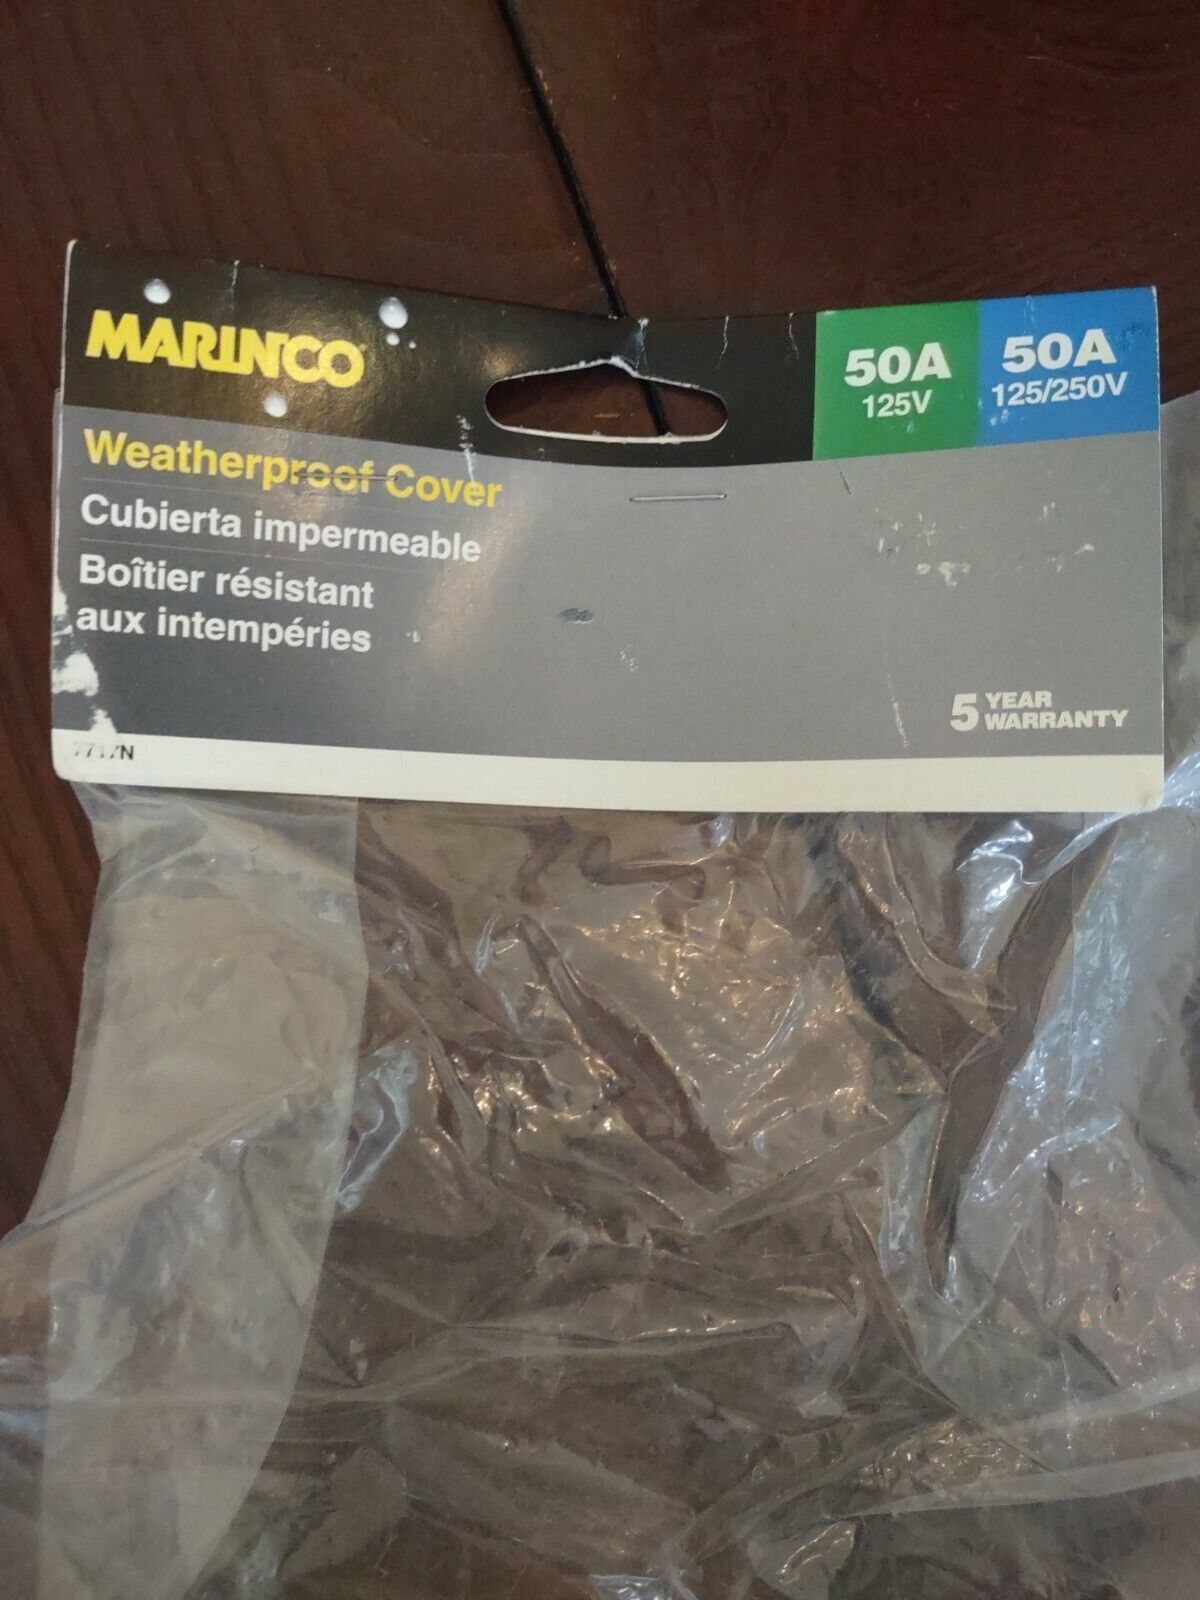 MARINCO
50A
125V
50A
125/250V
Weatherproof Cover
Cubierta impermeable
Boîtier résistant
aux intempéries
5 YEAR
WARRANTY